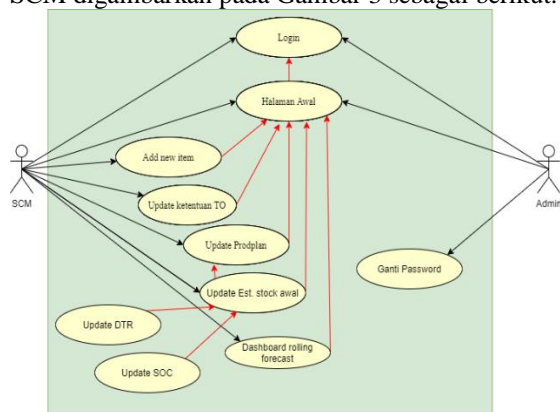 SCM digambarkan pada Gambar 3 sebagai berikut.
Login
Halaman Awal
Add new item
SCM
Admin
Update ketentuan TO
Update Prodplan
Ganti Password
Update Est. stock awal
Update DTR
Dashboard rolling
forecast
Update SOC